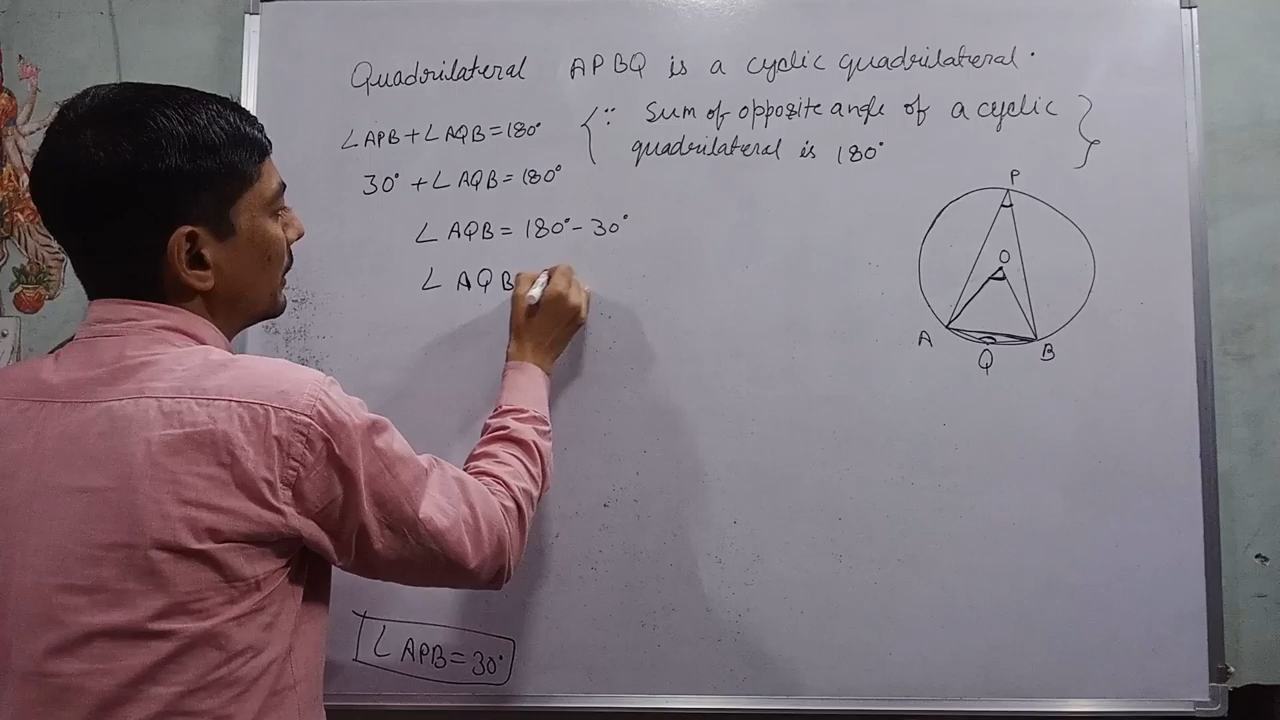 Quadrilateral APBQ is a cyclic quadrilateral.
∠APB + ∠AQB = 180° {∵ Sum of opposite angle of a cyclic
quadrilateral is 180° }
30° + ∠AQB = 180°
∠AQB = 180° - 30°
∠AQB
P
O
A
Q
B
∠APB = 30°